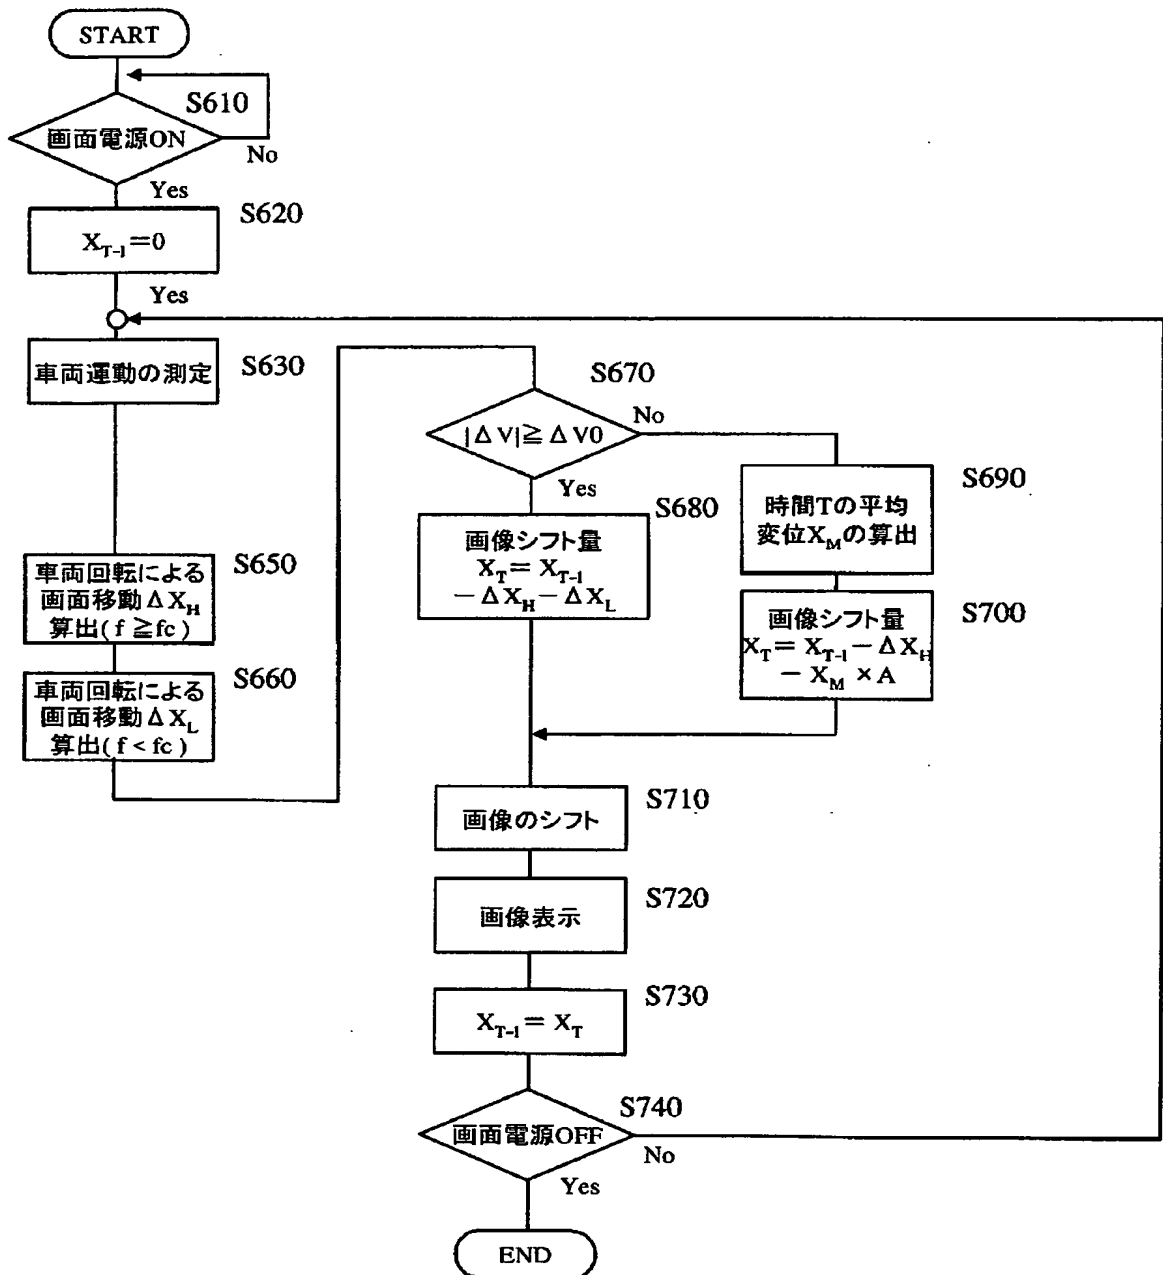 START
S610
画面電源ON
No
Yes
S620
X_{T-1}=0
Yes
車両運動の測定
S630
S650
車両回転による
画面移動ΔX_H
算出(f≧fc)
S660
車両回転による
画面移動ΔX_L
算出(f<fc)
S670
|ΔV|≧ΔV0
No
Yes
S680
画像シフト量
X_T=X_{T-1}
-ΔX_H-ΔX_L
S690
時間Tの平均
変位X_Mの算出
S700
画像シフト量
X_T=X_{T-1}-ΔX_H
-X_M×A
S710
画像のシフト
S720
画像表示
S730
X_{T-1}=X_T
S740
画面電源OFF
No
Yes
END